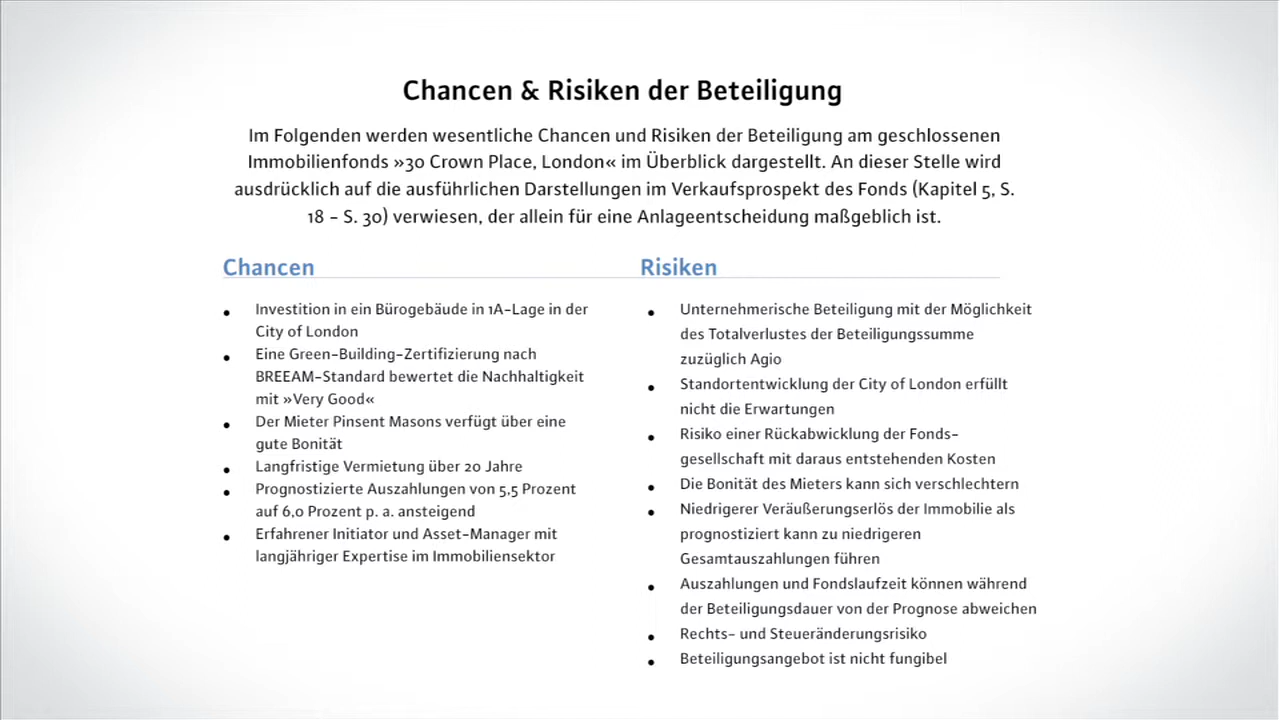 Chancen & Risiken der Beteiligung
Im Folgenden werden wesentliche Chancen und Risiken der Beteiligung am geschlossenen
Immobilienfonds »30 Crown Place, London« im Überblick dargestellt. An dieser Stelle wird
ausdrücklich auf die ausführlichen Darstellungen im Verkaufsprospekt des Fonds (Kapitel 5, S.
18 – S. 30) verwiesen, der allein für eine Anlageentscheidung maßgeblich ist.
Chancen
• Investition in ein Bürogebäude in 1A-Lage in der
City of London
• Eine Green-Building-Zertifizierung nach
BREEAM-Standard bewertet die Nachhaltigkeit
mit »Very Good«
• Der Mieter Pinsent Masons verfügt über eine
gute Bonität
• Langfristige Vermietung über 20 Jahre
• Prognostizierte Auszahlungen von 5,5 Prozent
auf 6,0 Prozent p. a. ansteigend
• Erfahrener Initiator und Asset-Manager mit
langjähriger Expertise im Immobiliensektor
Risiken
• Unternehmerische Beteiligung mit der Möglichkeit
des Totalverlustes der Beteiligungssumme
zuzüglich Agio
• Standortentwicklung der City of London erfüllt
nicht die Erwartungen
• Risiko einer Rückabwicklung der Fonds-
gesellschaft mit daraus entstehenden Kosten
• Die Bonität des Mieters kann sich verschlechtern
• Niedrigerer Veräußerungserlös der Immobilie als
prognostiziert kann zu niedrigeren
Gesamtauszahlungen führen
• Auszahlungen und Fondslaufzeit können während
der Beteiligungsdauer von der Prognose abweichen
• Rechts- und Steueränderungsrisiko
• Beteiligungsangebot ist nicht fungibel